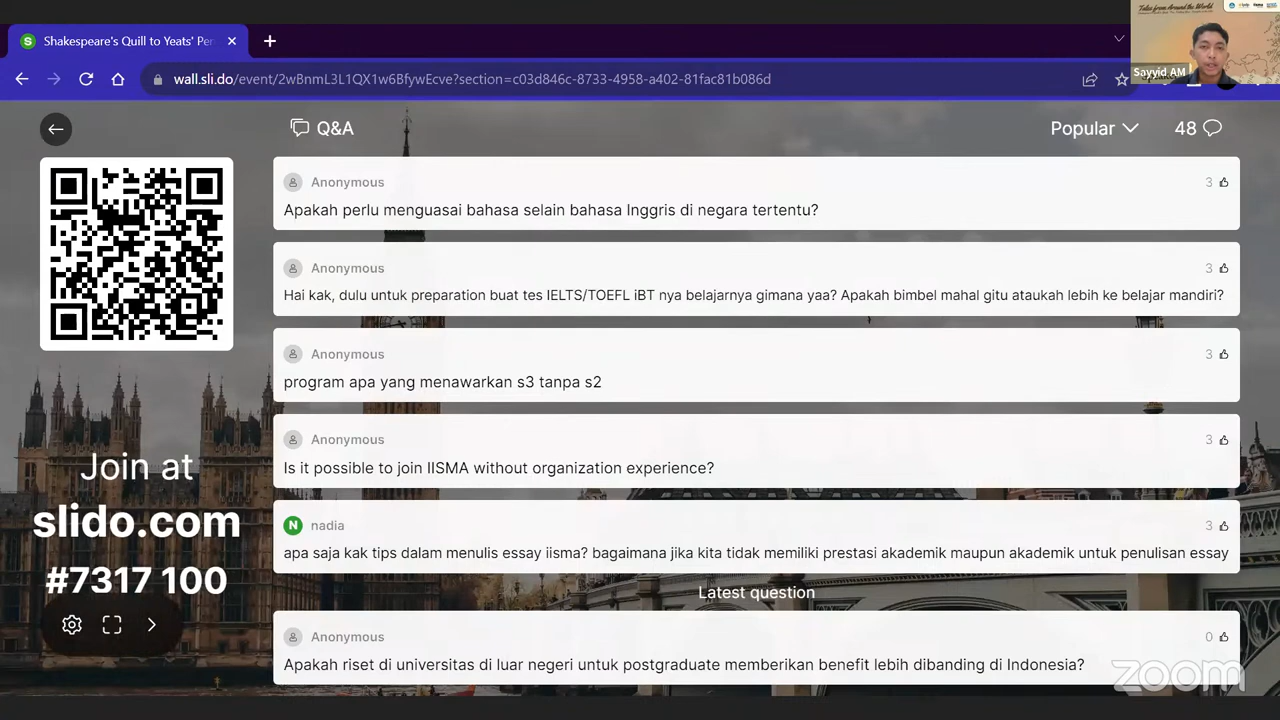 Shakespeare's Quill to Yeats' Per
wall.sli.do/event/2wBnmL3L1QX1w6BfywEcve?section=c03d846c-8733-4958-a402-81fac81b086d
Tales from Around the World
Sayyid AM
Q&A
Popular
48
Anonymous
3
Apakah perlu menguasai bahasa selain bahasa Inggris di negara tertentu?
Anonymous
3
Hai kak, dulu untuk preparation buat tes IELTS/TOEFL iBT nya belajarnya gimana yaa? Apakah bimbel mahal gitu ataukah lebih ke belajar mandiri?
Anonymous
3
program apa yang menawarkan s3 tanpa s2
Anonymous
3
Is it possible to join IISMA without organization experience?
N nadia
3
apa saja kak tips dalam menulis essay iisma? bagaimana jika kita tidak memiliki prestasi akademik maupun akademik untuk penulisan essay
Latest question
Anonymous
0
Apakah riset di universitas di luar negeri untuk postgraduate memberikan benefit lebih dibanding di Indonesia?
Join at
slido.com
#7317 100
zoom